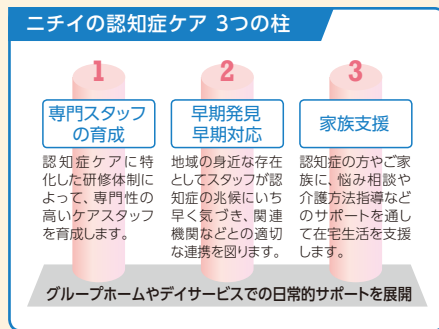 ニチイの認知症ケア 3つの柱
1
専門スタッフ
の育成
認知症ケアに特
化した研修体制に
よって、専門性の
高いケアスタッフ
を育成します。
2
早期発見
早期対応
地域の身近な存在
としてスタッフが認
知症の兆候にいち
早く気づき、関連
機関などとの適切
な連携を図ります。
3
家族支援
認知症の方やご家
族に、悩み相談や
介護方法指導など
のサポートを通し
て在宅生活を支援
します。
グループホームやデイサービスでの日常的サポートを展開